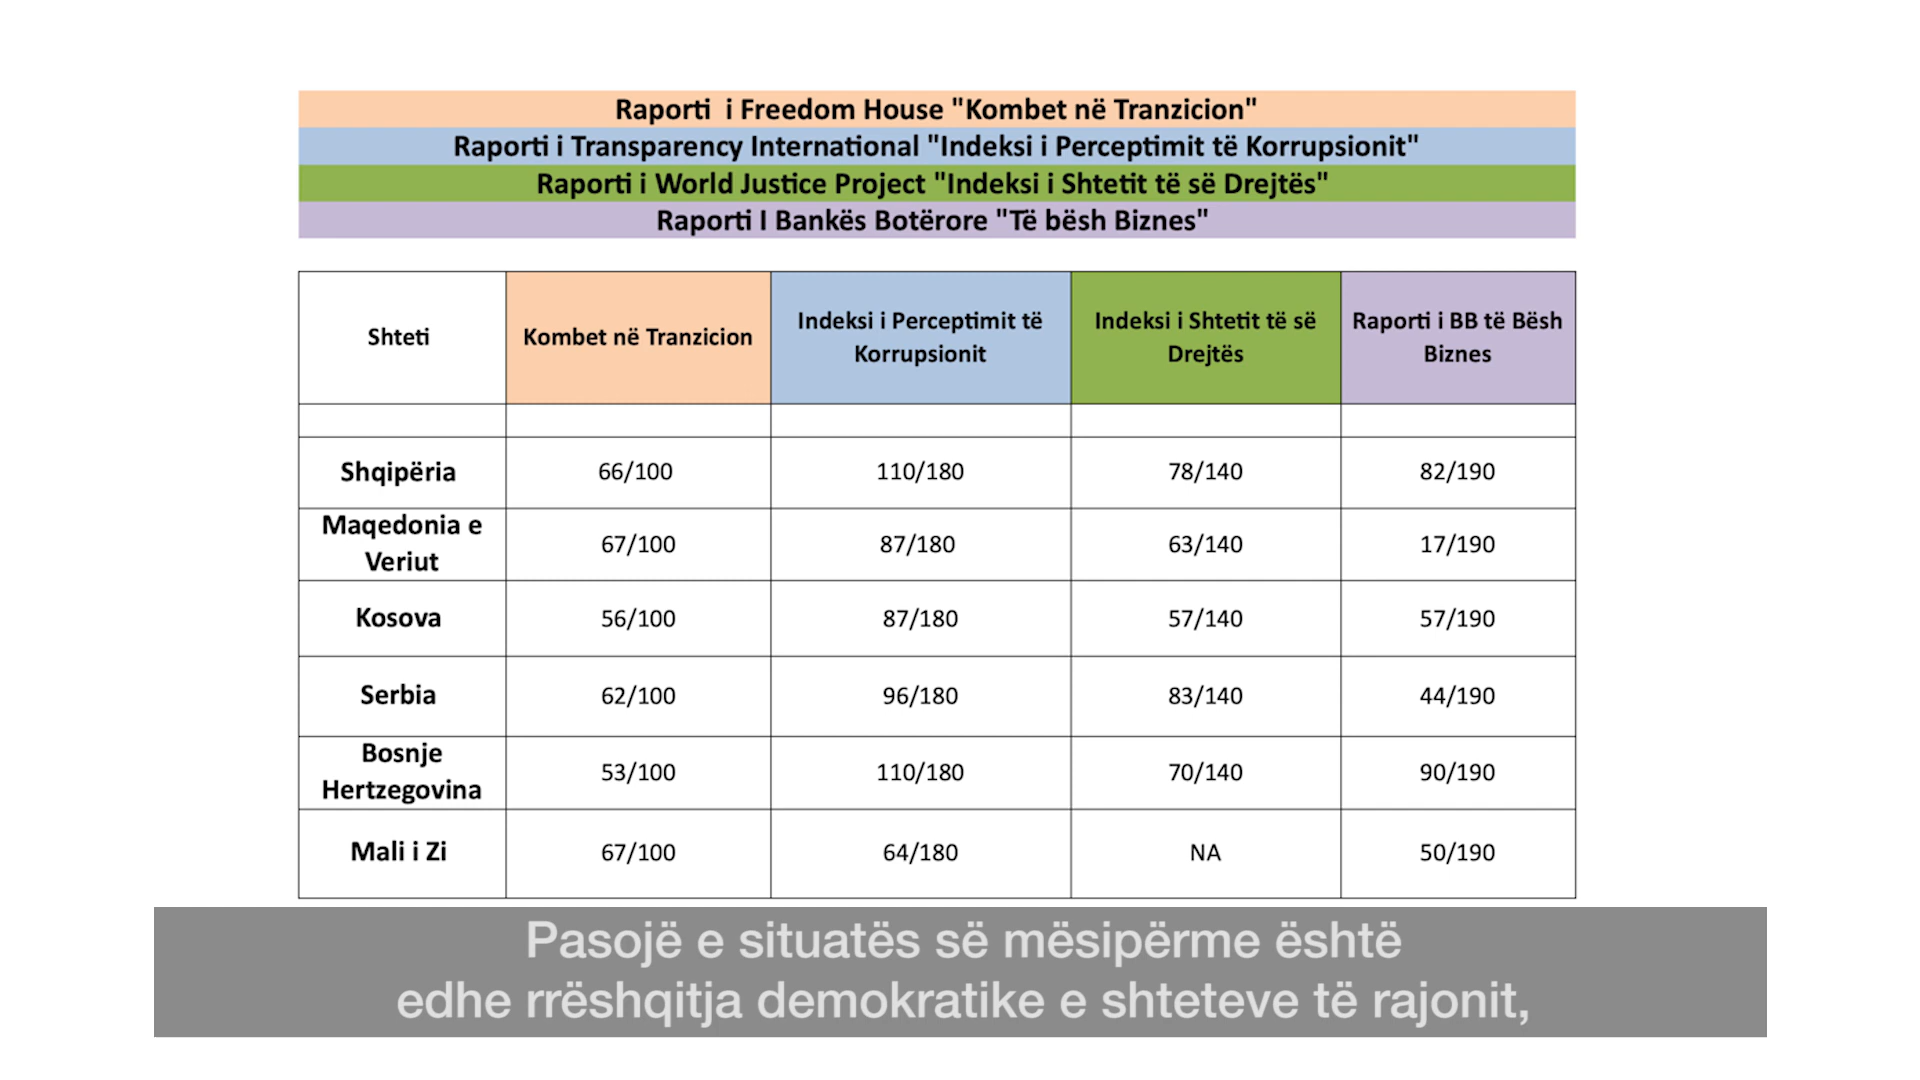 Raporti i Freedom House "Kombet në Tranzicion"
Raporti i Transparency International "Indeksi i Perceptimit të Korrupsionit"
Raporti i World Justice Project "Indeksi i Shtetit të së Drejtës"
Raporti I Bankës Botërore "Të bësh Biznes"
Shteti
Kombet në Tranzicion
Indeksi i Perceptimit të
Korrupsionit
Indeksi i Shtetit të së
Drejtës
Raporti i BB të Bësh
Biznes
Shqipëria
66/100
110/180
78/140
82/190
Maqedonia e
Veriut
67/100
87/180
63/140
17/190
Kosova
56/100
87/180
57/140
57/190
Serbia
62/100
96/180
83/140
44/190
Bosnje
Hertzegovina
53/100
110/180
70/140
90/190
Mali i Zi
67/100
64/180
NA
50/190
Pasojë e situatës së mësipërme është
edhe rrëshqitja demokratike e shteteve të rajonit,